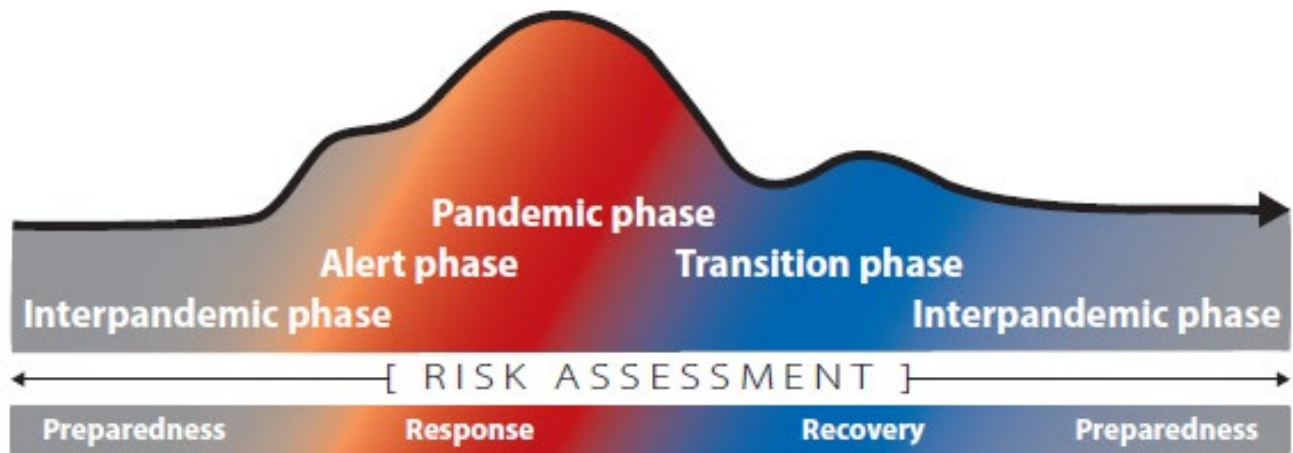 Pandemic phase
Alert phase Transition phase
Interpandemic phase Interpandemic phase
[ RISK ASSESSMENT ]
Preparedness Response Recovery Preparedness